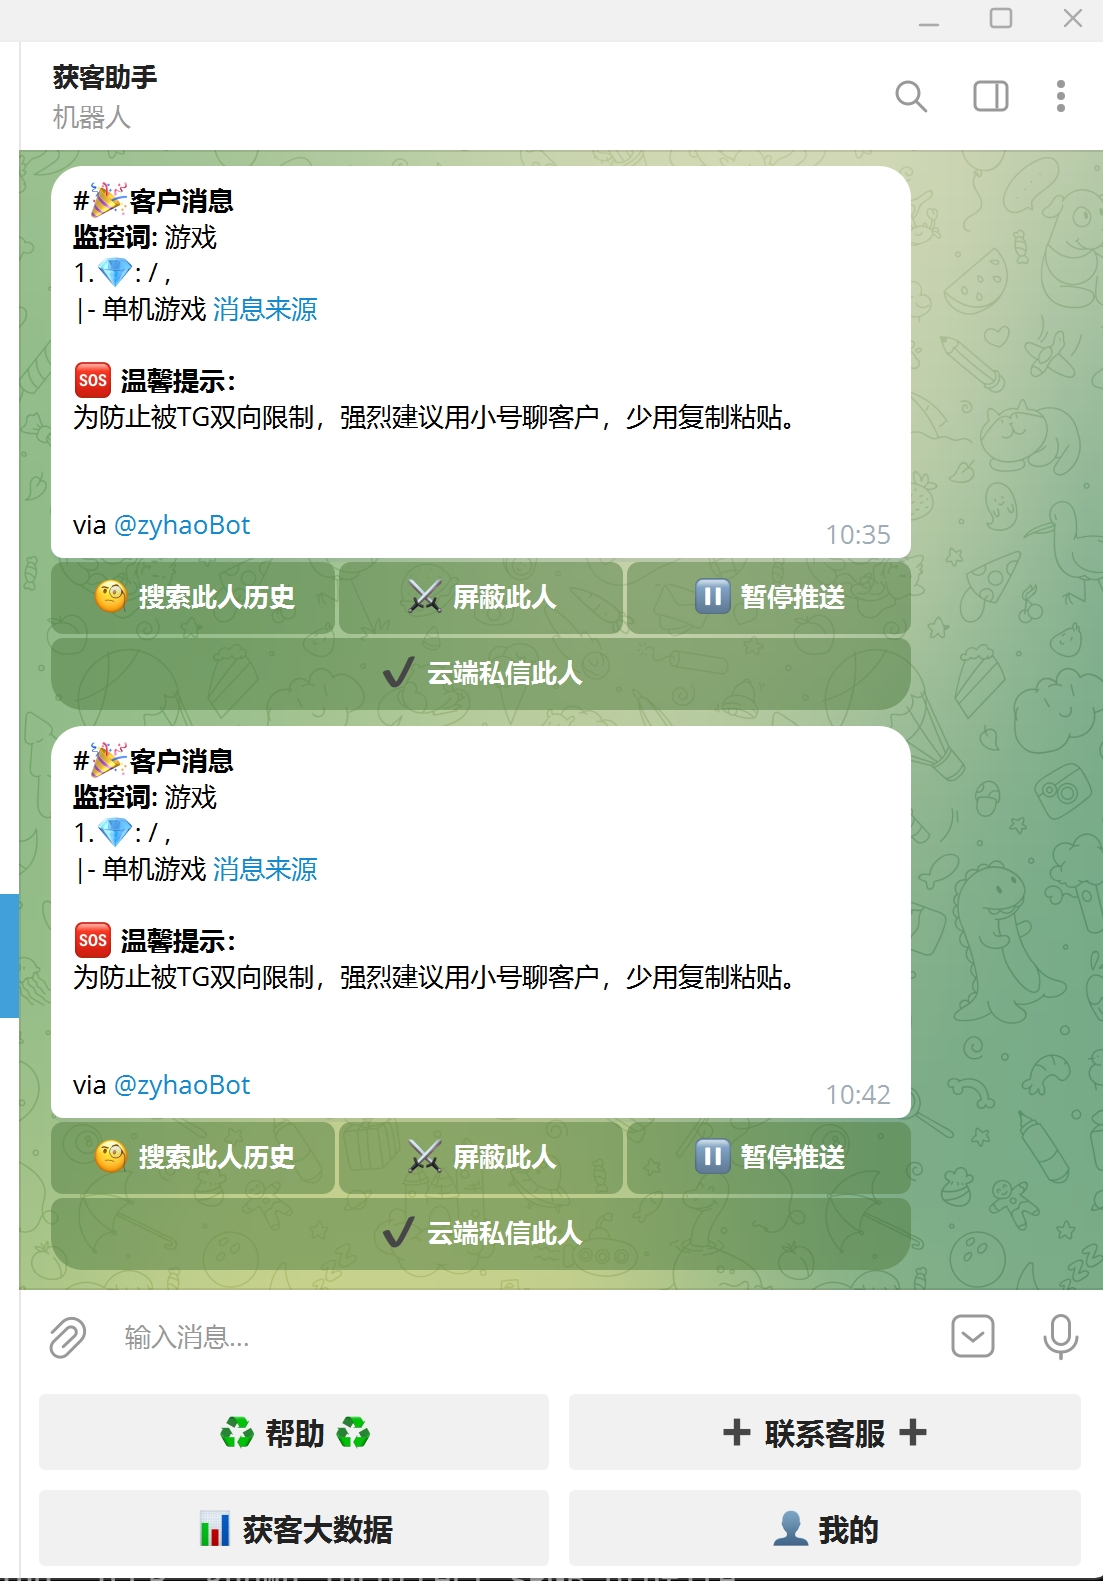 获客助手
机器人
#🎉客户消息
监控词: 游戏
1.💎: / ,
|- 单机游戏 消息来源
🆘 温馨提示：
为防止被TG双向限制，强烈建议用小号聊客户，少用复制粘贴。
via @zyhaoBot
10:35
🧐 搜索此人历史 ⚔ 屏蔽此人 ⏸ 暂停推送
✔ 云端私信此人
#🎉客户消息
监控词: 游戏
1.💎: / ,
|- 单机游戏 消息来源
🆘 温馨提示：
为防止被TG双向限制，强烈建议用小号聊客户，少用复制粘贴。
via @zyhaoBot
10:42
🧐 搜索此人历史 ⚔ 屏蔽此人 ⏸ 暂停推送
✔ 云端私信此人
输入消息...
♻ 帮助 ♻ ➕ 联系客服 ➕
📊 获客大数据 👤 我的